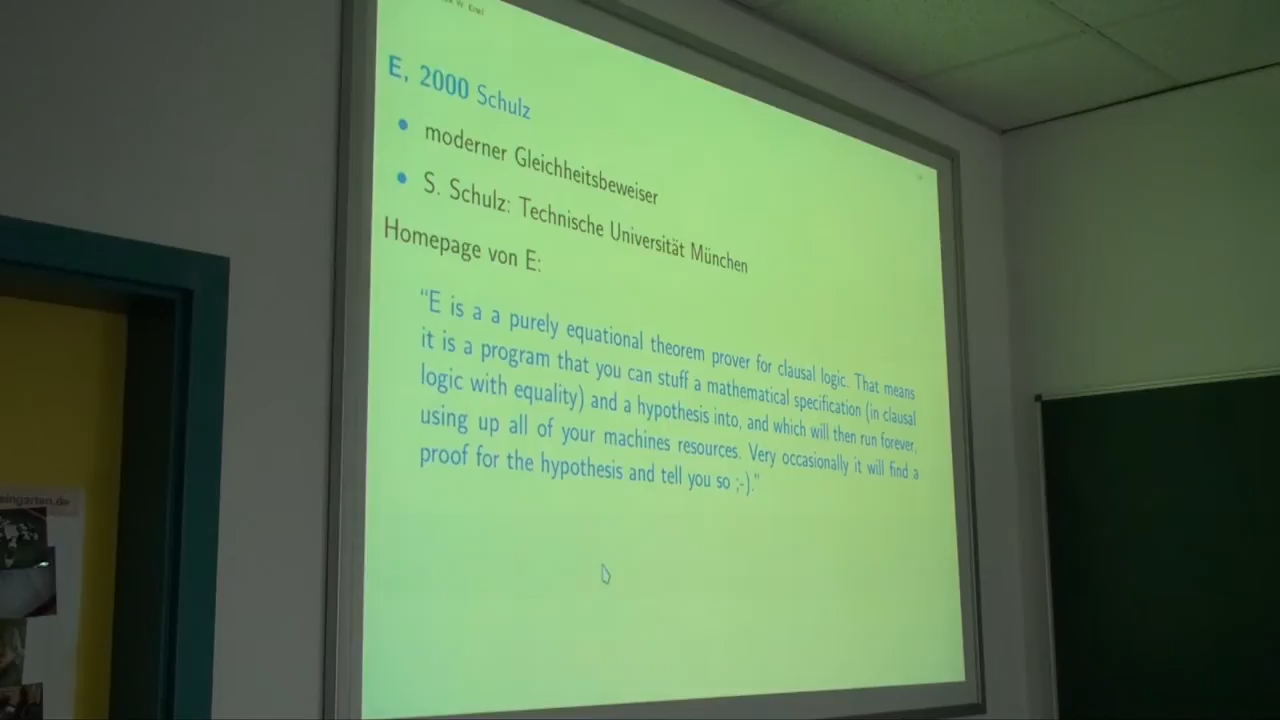 E, 2000 Schulz
• moderner Gleichheitsbeweiser
• S. Schulz: Technische Universität München
Homepage von E:
“E is a a purely equational theorem prover for clausal logic. That means
it is a program that you can stuff a mathematical specification (in clausal
logic with equality) and a hypothesis into, and which will then run forever,
using up all of your machines resources. Very occasionally it will find a
proof for the hypothesis and tell you so ;-).”
eingarten.de